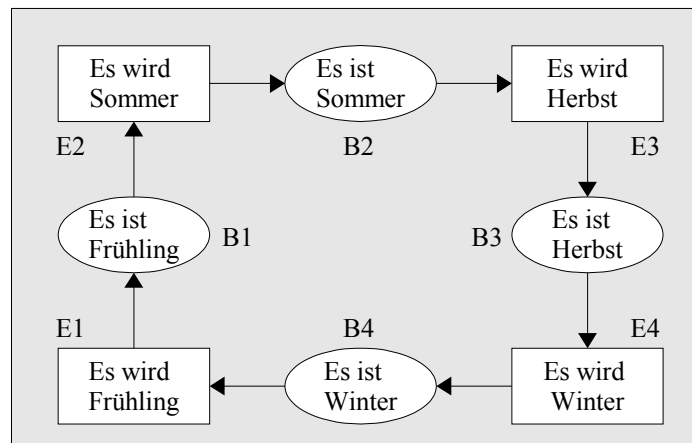 Es wird
Sommer
Es ist
Sommer
Es wird
Herbst
E2
B2
E3
Es ist
Frühling
B1
B3
Es ist
Herbst
E1
B4
E4
Es wird
Frühling
Es ist
Winter
Es wird
Winter